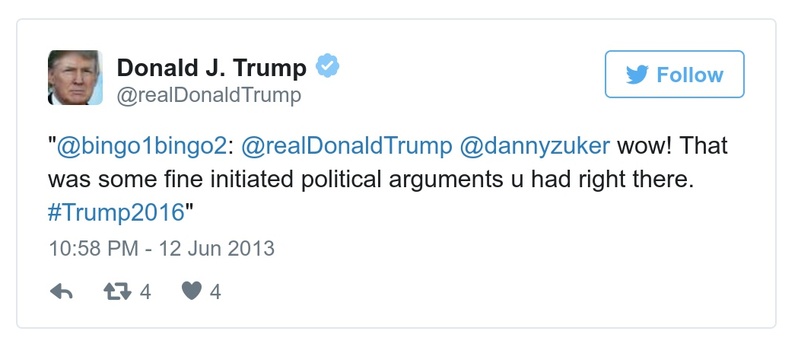 Donald J. Trump
Follow
@realDonaldTrump
"@bingo1bingo2: @realDonaldTrump @dannyzuker wow! That
was some fine initiated political arguments u had right there.
#Trump2016"
10:58 PM - 12 Jun 2013
4 4